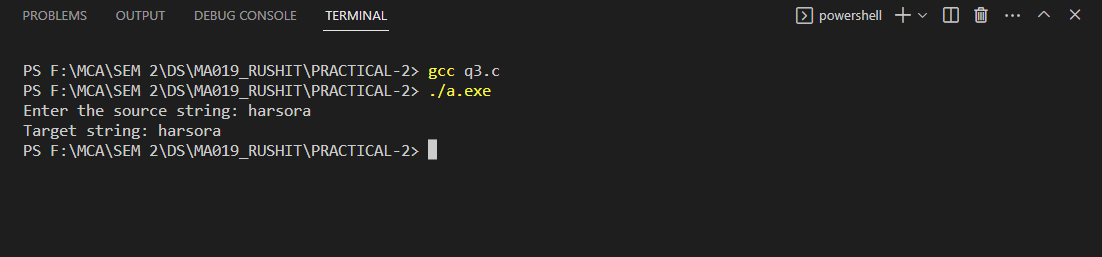 PROBLEMS OUTPUT DEBUG CONSOLE TERMINAL powershell
PS F:\MCA\SEM 2\DS\MA019_RUSHIT\PRACTICAL-2> gcc q3.c
PS F:\MCA\SEM 2\DS\MA019_RUSHIT\PRACTICAL-2> ./a.exe
Enter the source string: harsora
Target string: harsora
PS F:\MCA\SEM 2\DS\MA019_RUSHIT\PRACTICAL-2>